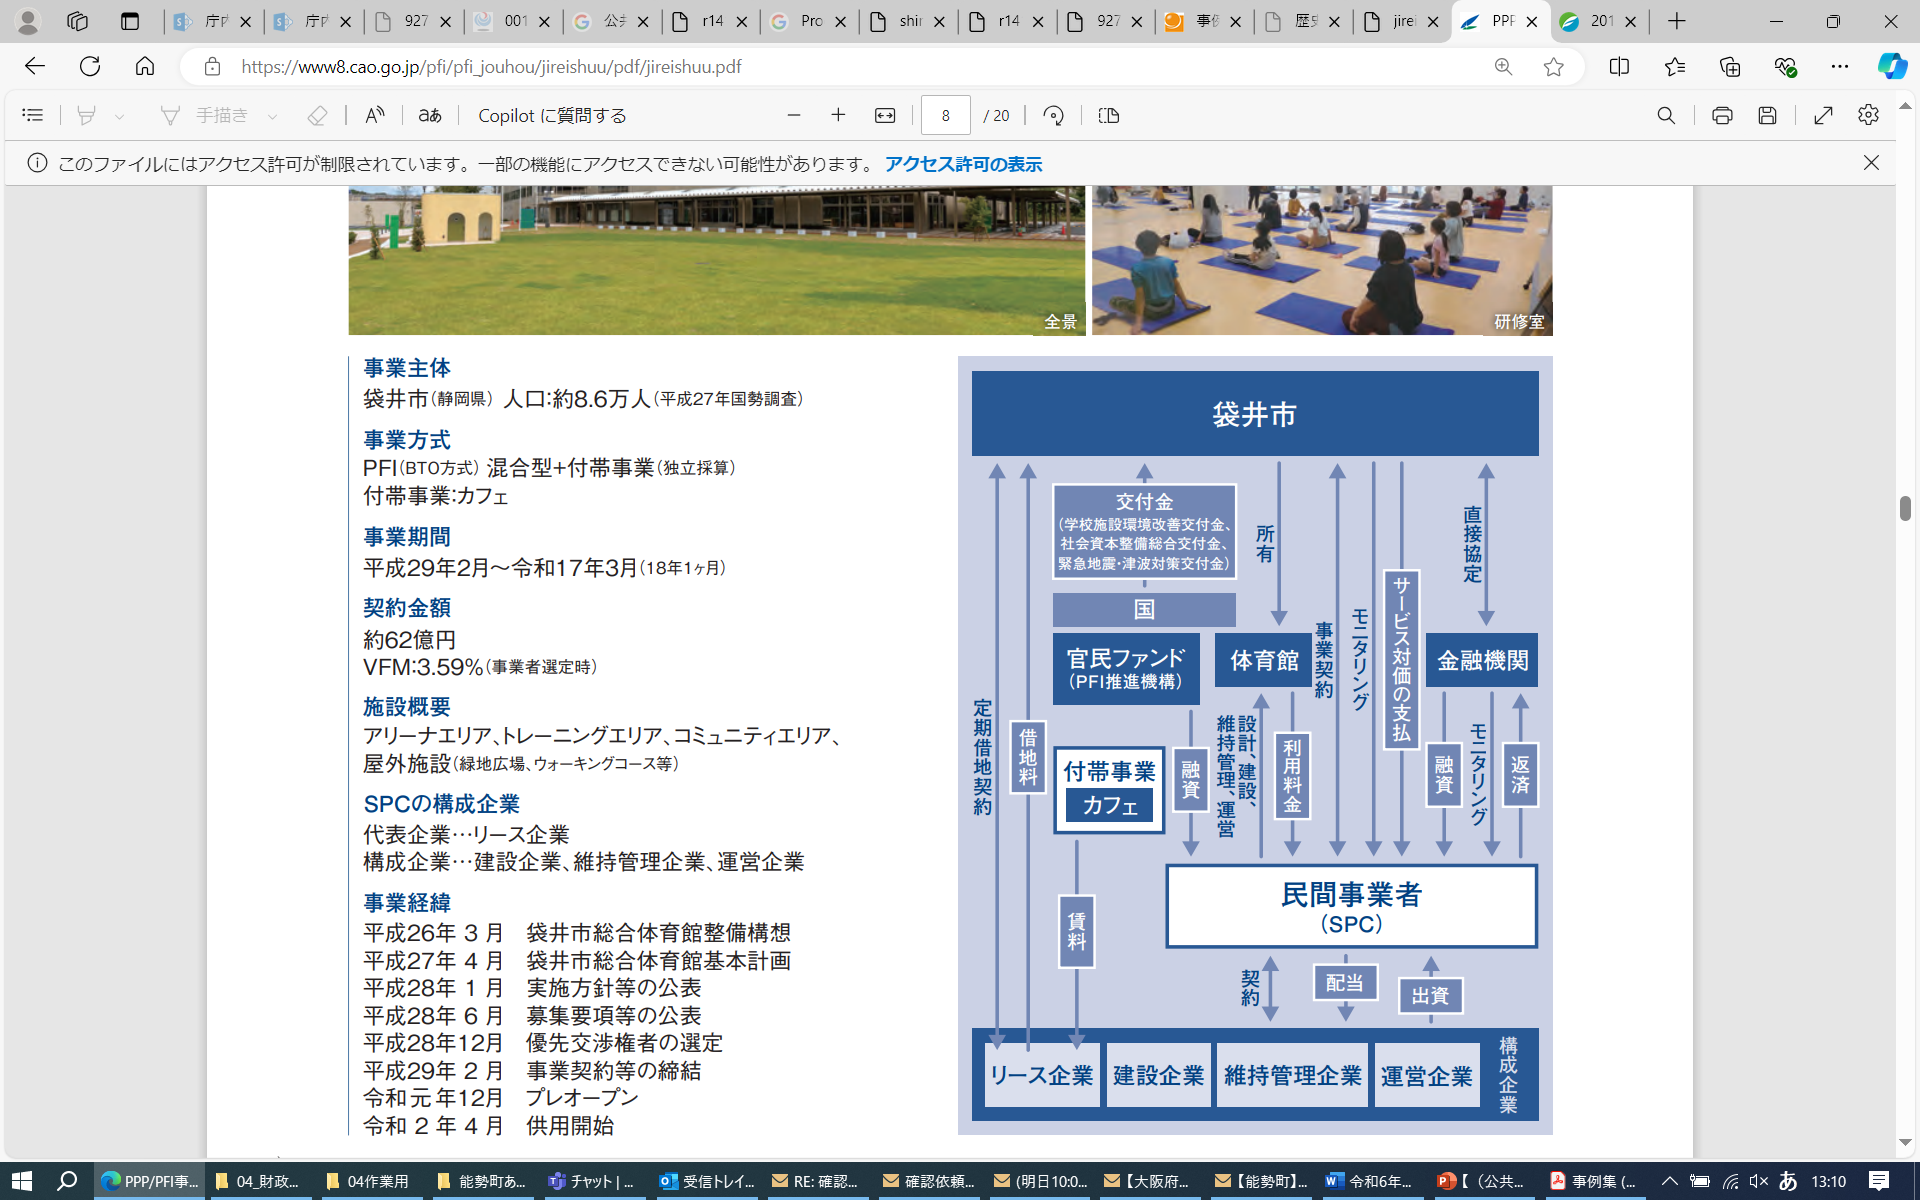 庁内
庁内
927
001
公共
r14
Pro
shin
r14
927
事例
歴史
jirei
PPP
201
https://www8.cao.go.jp/pfi/pfi_jouhou/jireishuu/pdf/jireishuu.pdf
手描き
aあ
Copilot に質問する
8
/ 20
このファイルにはアクセス許可が制限されています。一部の機能にアクセスできない可能性があります。 アクセス許可の表示
全景
研修室
事業主体
袋井市(静岡県) 人口:約8.6万人(平成27年国勢調査)
事業方式
PFI(BTO方式) 混合型+付帯事業(独立採算)
付帯事業:カフェ
事業期間
平成29年2月〜令和17年3月(18年1ヶ月)
契約金額
約62億円
VFM:3.59%(事業者選定時)
施設概要
アリーナエリア、トレーニングエリア、コミュニティエリア、
屋外施設(緑地広場、ウォーキングコース等)
SPCの構成企業
代表企業…リース企業
構成企業…建設企業、維持管理企業、運営企業
事業経緯
平成26年 3 月 袋井市総合体育館整備構想
平成27年 4 月 袋井市総合体育館基本計画
平成28年 1 月 実施方針等の公表
平成28年 6 月 募集要項等の公表
平成28年12月 優先交渉権者の選定
平成29年 2 月 事業契約等の締結
令和元年12月 プレオープン
令和 2 年 4 月 供用開始
袋井市
交付金
(学校施設環境改善交付金、
社会資本整備総合交付金、
緊急地震・津波対策交付金)
国
所有
直接協定
官民ファンド
(PFI推進機構)
体育館
事業契約
モニタリング
サービス対価の支払
金融機関
定期借地契約
借地料
付帯事業
カフェ
融資
設計、建設、
維持管理、運営
利用料金
融資
モニタリング
返済
民間事業者
(SPC)
賃料
契約
配当
出資
リース企業
建設企業
維持管理企業
運営企業
構成企業
PPP/PFI事...
04_財政...
04作業用
能勢町あ...
チャット | ...
受信トレイ...
RE: 確認...
確認依頼...
(明日10:0...
【大阪府...
【能勢町】...
令和6年...
【(公共...
事例集 (...
あ
13:10